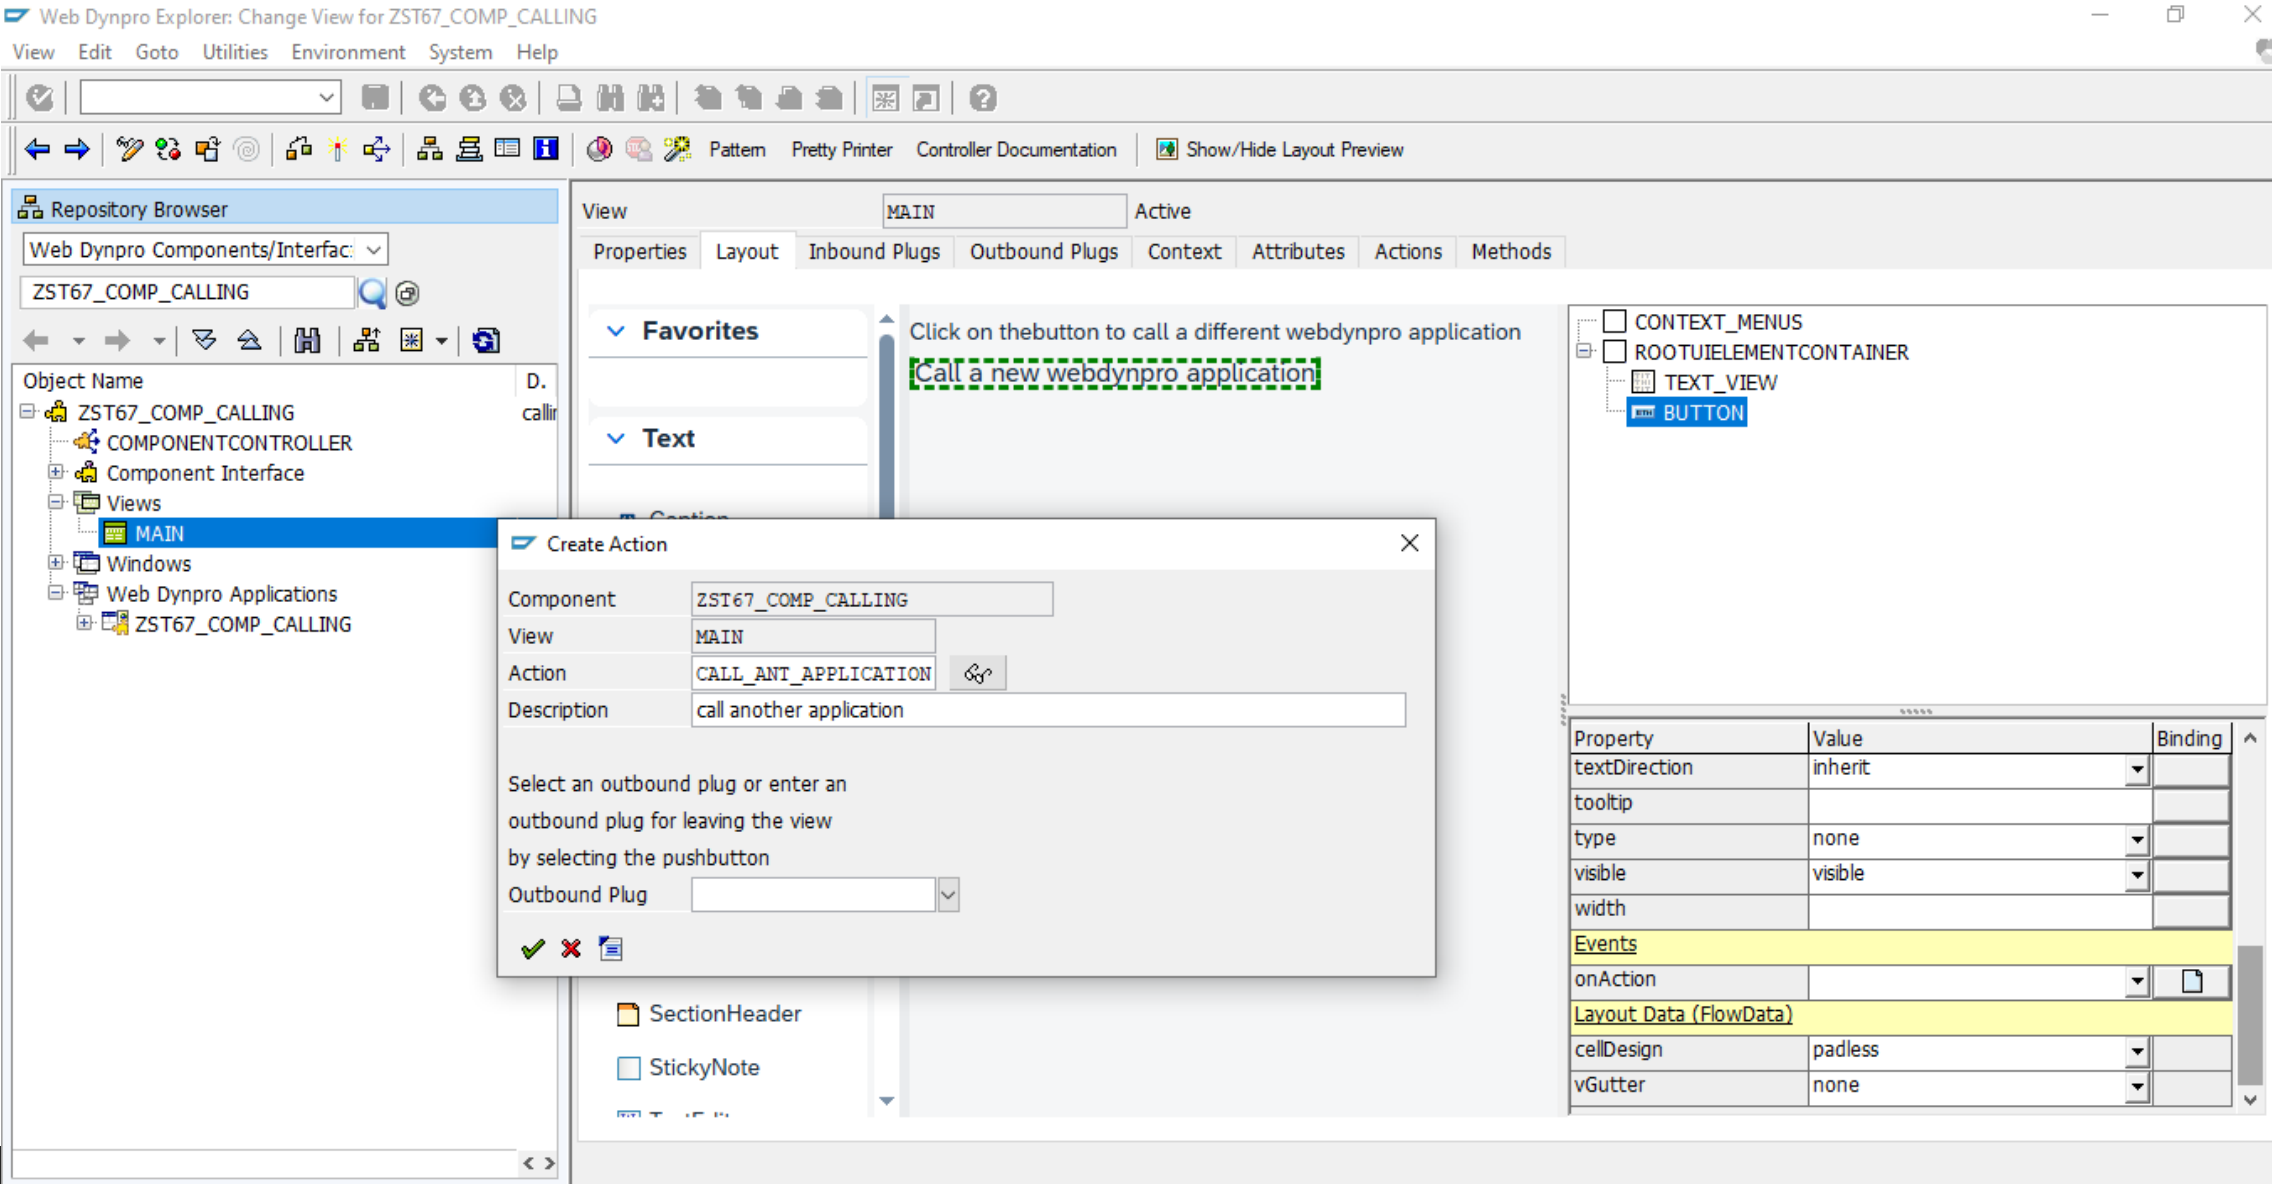 Web Dynpro Explorer: Change View for ZST67_COMP_CALLING
View Edit Goto Utilities Environment System Help
Pattern Pretty Printer Controller Documentation Show/Hide Layout Preview
Repository Browser
Web Dynpro Components/Interfac
ZST67_COMP_CALLING
Object Name D.
ZST67_COMP_CALLING callin
COMPONENTCONTROLLER
Component Interface
Views
MAIN
Windows
Web Dynpro Applications
ZST67_COMP_CALLING
View MAIN Active
Properties Layout Inbound Plugs Outbound Plugs Context Attributes Actions Methods
Favorites
Text
SectionHeader
StickyNote
Click on thebutton to call a different webdynpro application
Call a new webdynpro application
CONTEXT_MENUS
ROOTUIELEMENTCONTAINER
TEXT_VIEW
BUTTON
Create Action
Component ZST67_COMP_CALLING
View MAIN
Action CALL_ANT_APPLICATION
Description call another application
Select an outbound plug or enter an
outbound plug for leaving the view
by selecting the pushbutton
Outbound Plug
Property Value Binding
textDirection inherit
tooltip
type none
visible visible
width
Events
onAction
Layout Data (FlowData)
cellDesign padless
vGutter none